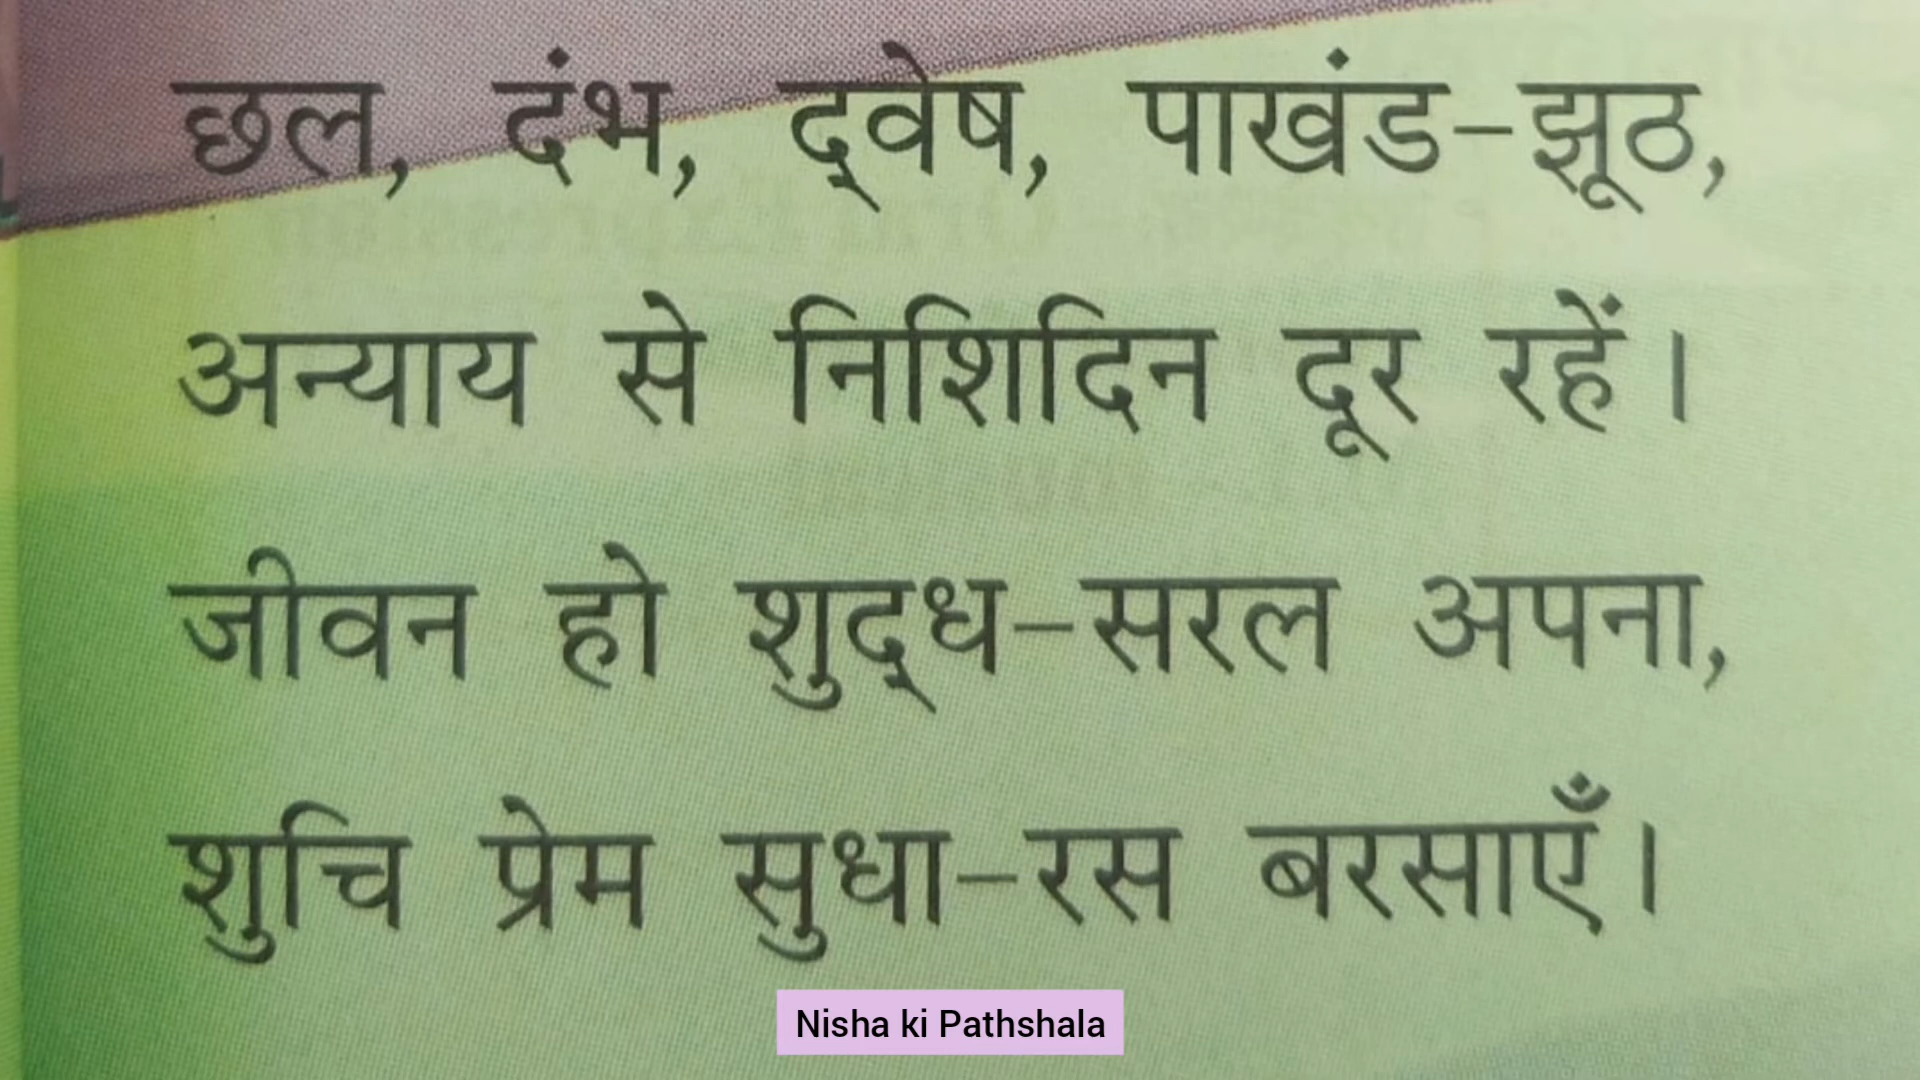 छल, दंभ, द्‌वेष, पाखंड-झूठ,
अन्याय से निशिदिन दूर रहें।
जीवन हो शुद्‌ध-सरल अपना,
शुचि प्रेम सुधा-रस बरसाएँ।
Nisha ki Pathshala